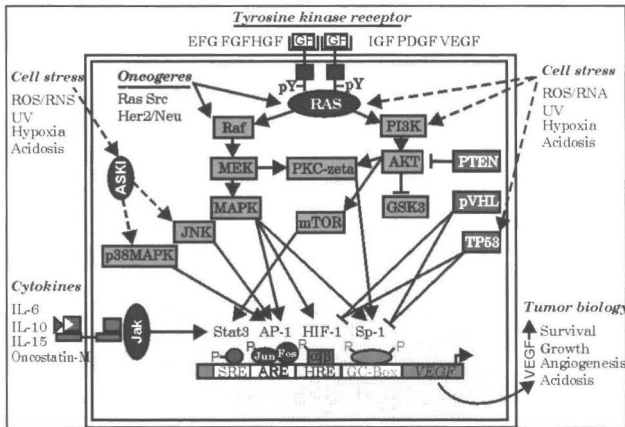 Tyrosine kinase receptor
EFG FGFHGF GF GF IGF PDGF VEGF
Cell stress
ROS/RNS
UV
Hypoxia
Acidosis
Oncogeres
Ras Src
Her2/Neu
pY pY
RAS
Cell stress
ROS/RNA
UV
Hypoxia
Acidosis
Raf PI3K
MEK PKC-zeta AKT PTEN
ASKI
MAPK GSK3 pVHL
JNK mTOR
p38MAPK TP53
Cytokines
IL-6
IL-10
IL-15
Oncostatin-M
Jak
Stat3 AP-1 HIF-1 Sp-1
P P P P P
Jun Fos αβ
SRE ARE HRE GC-Box VEGF
Tumor biology
VEGF
Survival
Growth
Angiogenesis
Acidosis